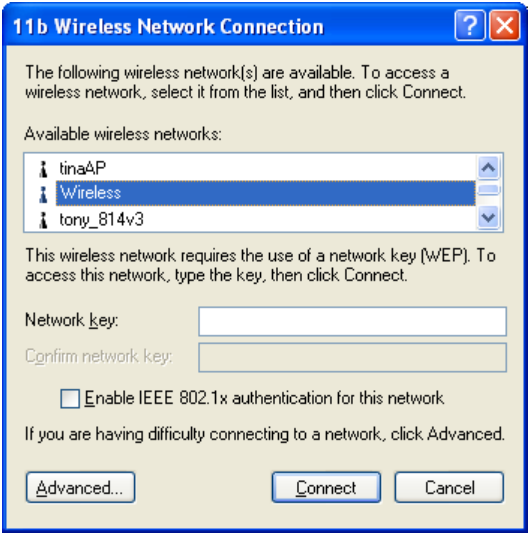 11b Wireless Network Connection
The following wireless network(s) are available. To access a
wireless network, select it from the list, and then click Connect.
Available wireless networks:
tinaAP
Wireless
tony_814v3
This wireless network requires the use of a network key (WEP). To
access this network, type the key, then click Connect.
Network key:
Confirm network key:
Enable IEEE 802.1x authentication for this network
If you are having difficulty connecting to a network, click Advanced.
Advanced... Connect Cancel